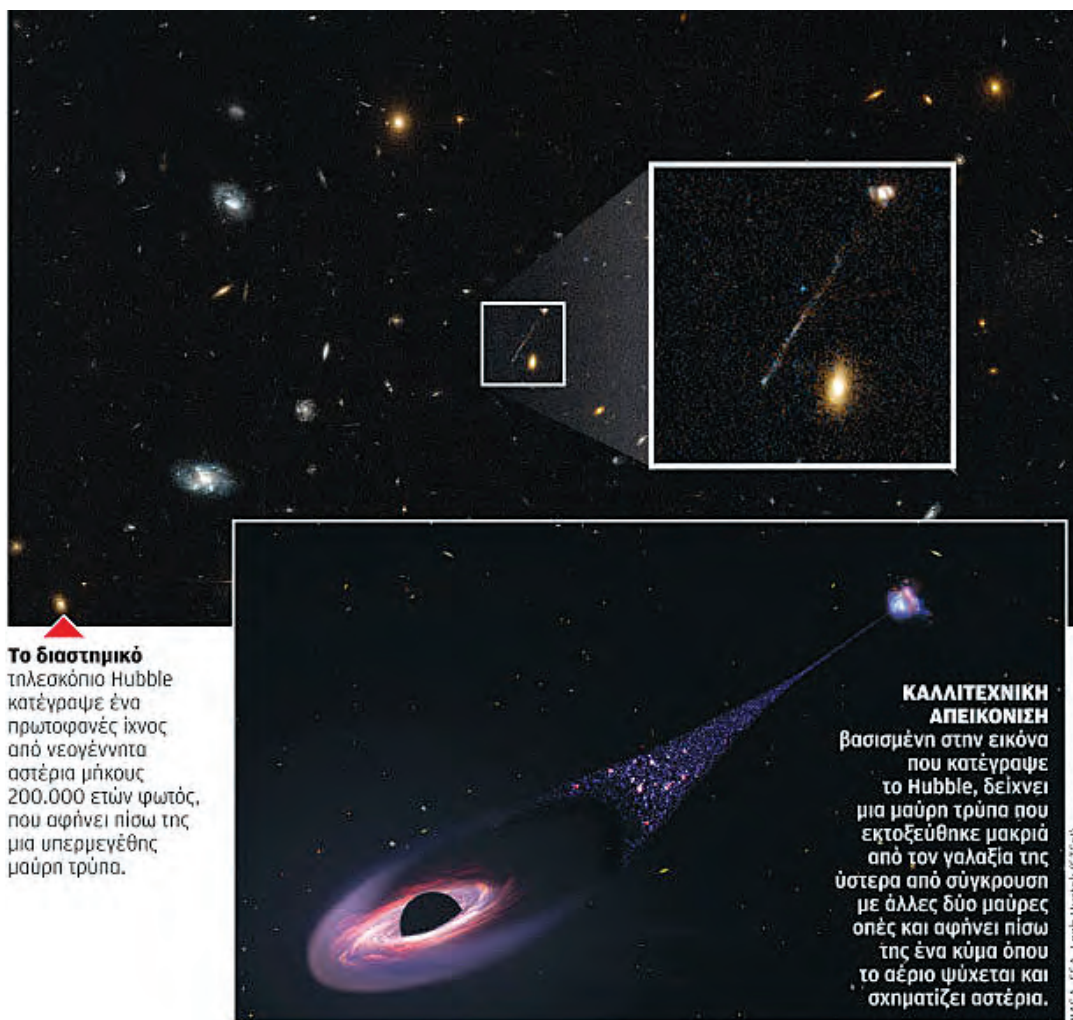 Το διαστημικό
τηλεσκόπιο Hubble
κατέγραψε ένα
πρωτοφανές ίχνος
από νεογέννητα
αστέρια μήκους
200.000 ετών φωτός,
που αφήνει πίσω της
μια υπερμεγέθης
μαύρη τρύπα.
ΚΑΛΛΙΤΕΧΝΙΚΗ
ΑΠΕΙΚΟΝΙΣΗ
βασισμένη στην εικόνα
που κατέγραψε
το Hubble, δείχνει
μια μαύρη τρύπα που
εκτοξεύθηκε μακριά
από τον γαλαξία της
ύστερα από σύγκρουση
με άλλες δύο μαύρες
οπές και αφήνει πίσω
της ένα κύμα όπου
το αέριο ψύχεται και
σχηματίζει αστέρια.